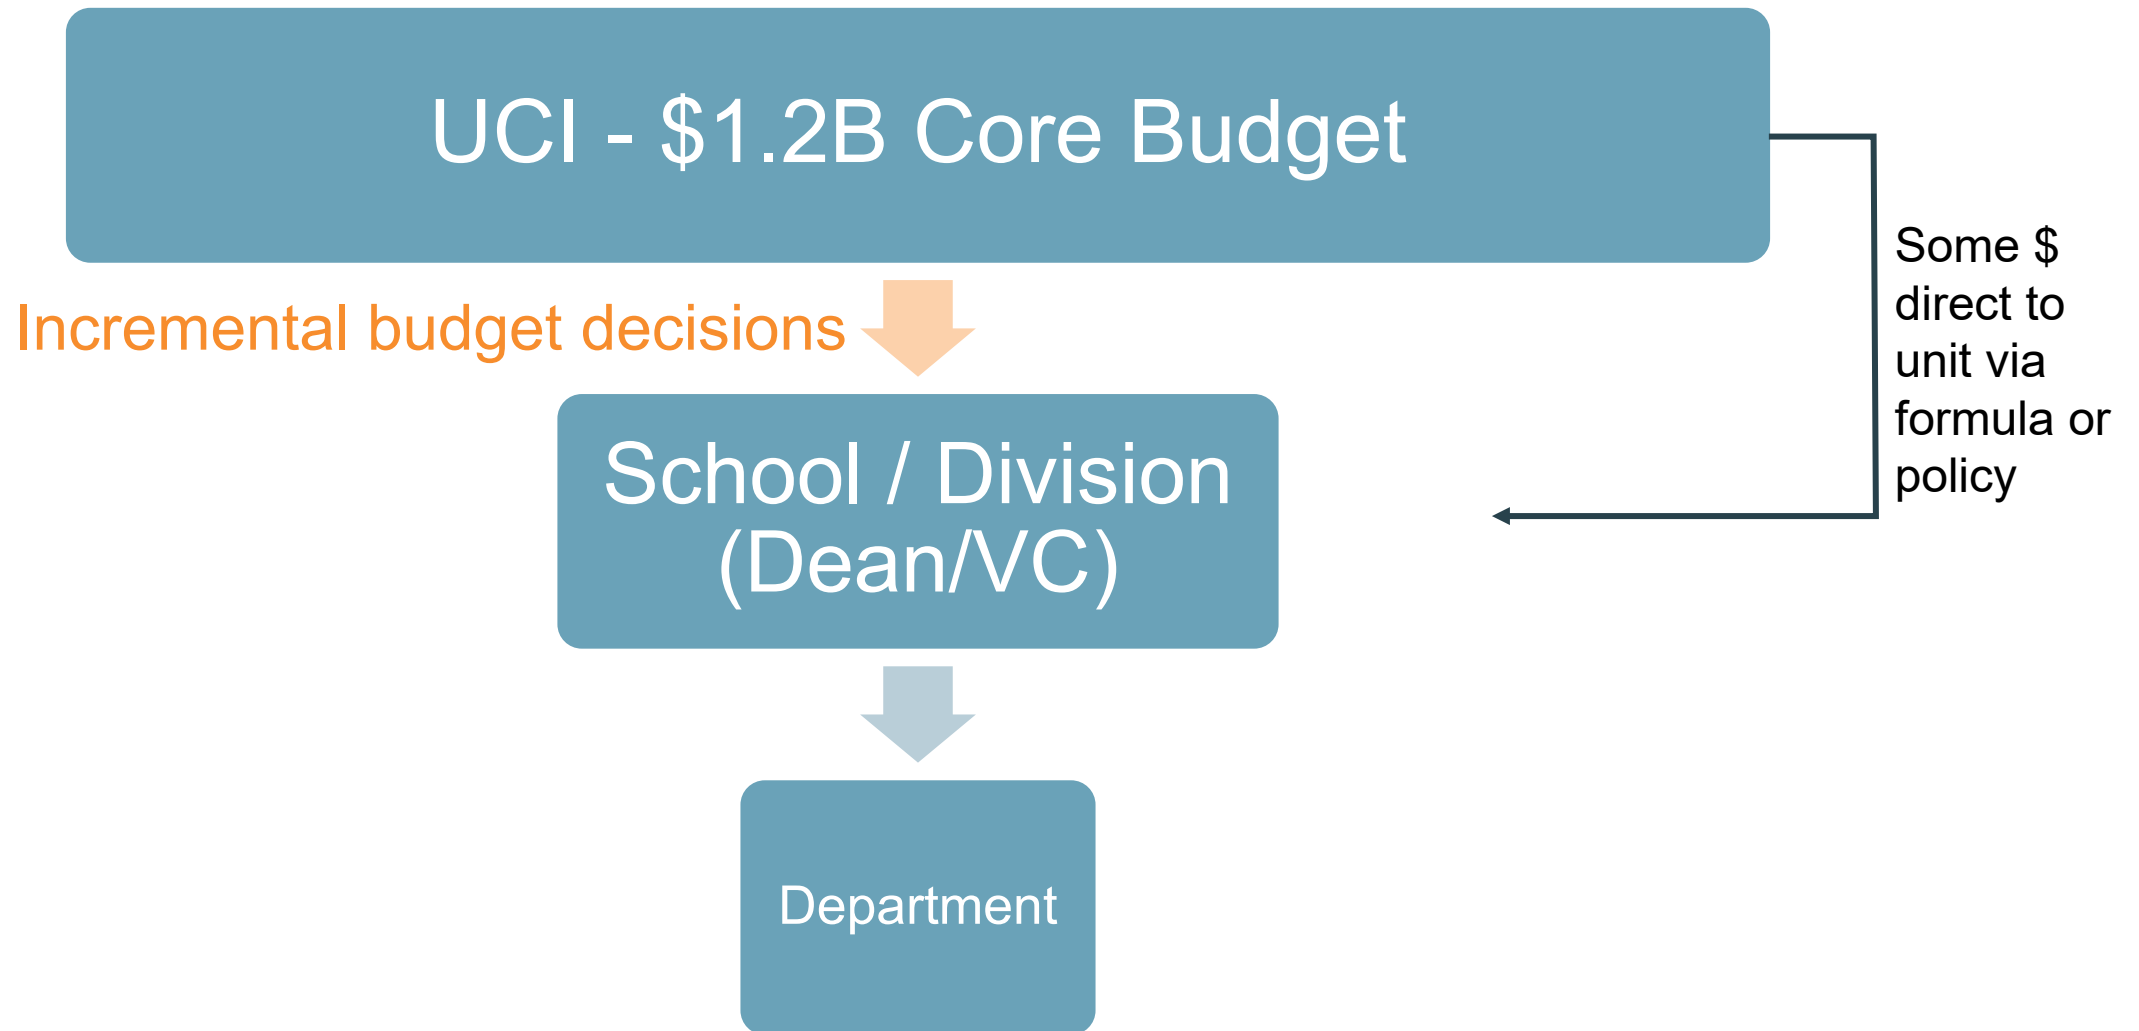 UCI - $1.2B Core Budget
Some $
direct to
unit via
formula or
policy
Incremental budget decisions
School / Division
(Dean/VC)
Department